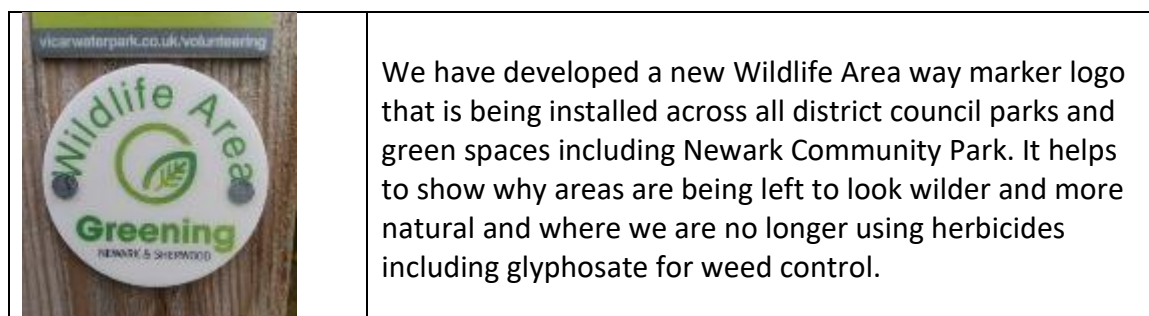 vicarwaterpark.co.uk/volunteering
Wildlife Area
Greening
NEWARK & SHERWOOD
We have developed a new Wildlife Area way marker logo
that is being installed across all district council parks and
green spaces including Newark Community Park. It helps
to show why areas are being left to look wilder and more
natural and where we are no longer using herbicides
including glyphosate for weed control.